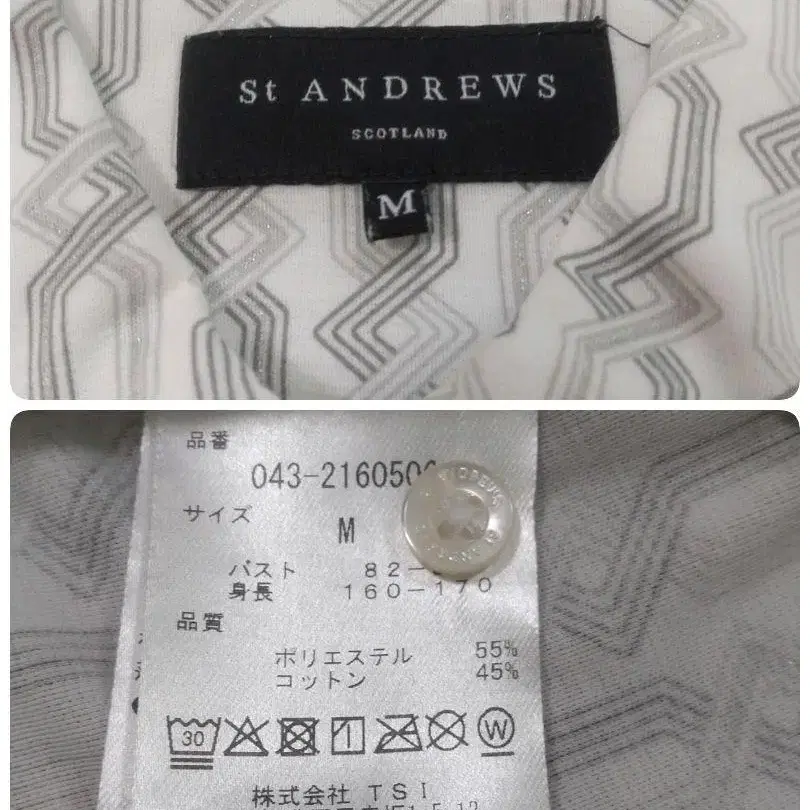 St ANDREWS
SCOTLAND
M
品番
043-216050
サイズ
M
バスト 82-
身長 160-170
品質
ポリエステル 55%
コットン 45%
30
W
株式会社 TSI